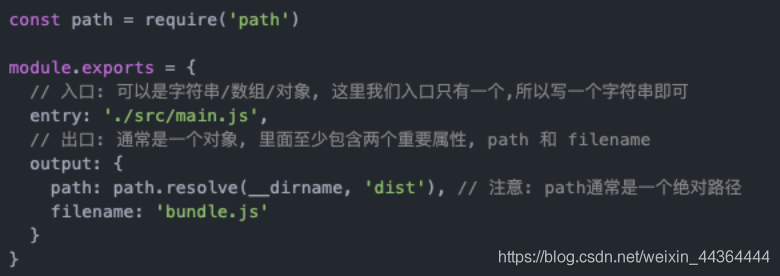 const path = require('path')
module.exports = {
// 入口: 可以是字符串/数组/对象, 这里我们入口只有一个,所以写一个字符串即可
entry: './src/main.js',
// 出口: 通常是一个对象, 里面至少包含两个重要属性, path 和 filename
output: {
path: path.resolve(__dirname, 'dist'), // 注意: path通常是一个绝对路径
filename: 'bundle.js'
}
}
https://blog.csdn.net/weixin_44364444